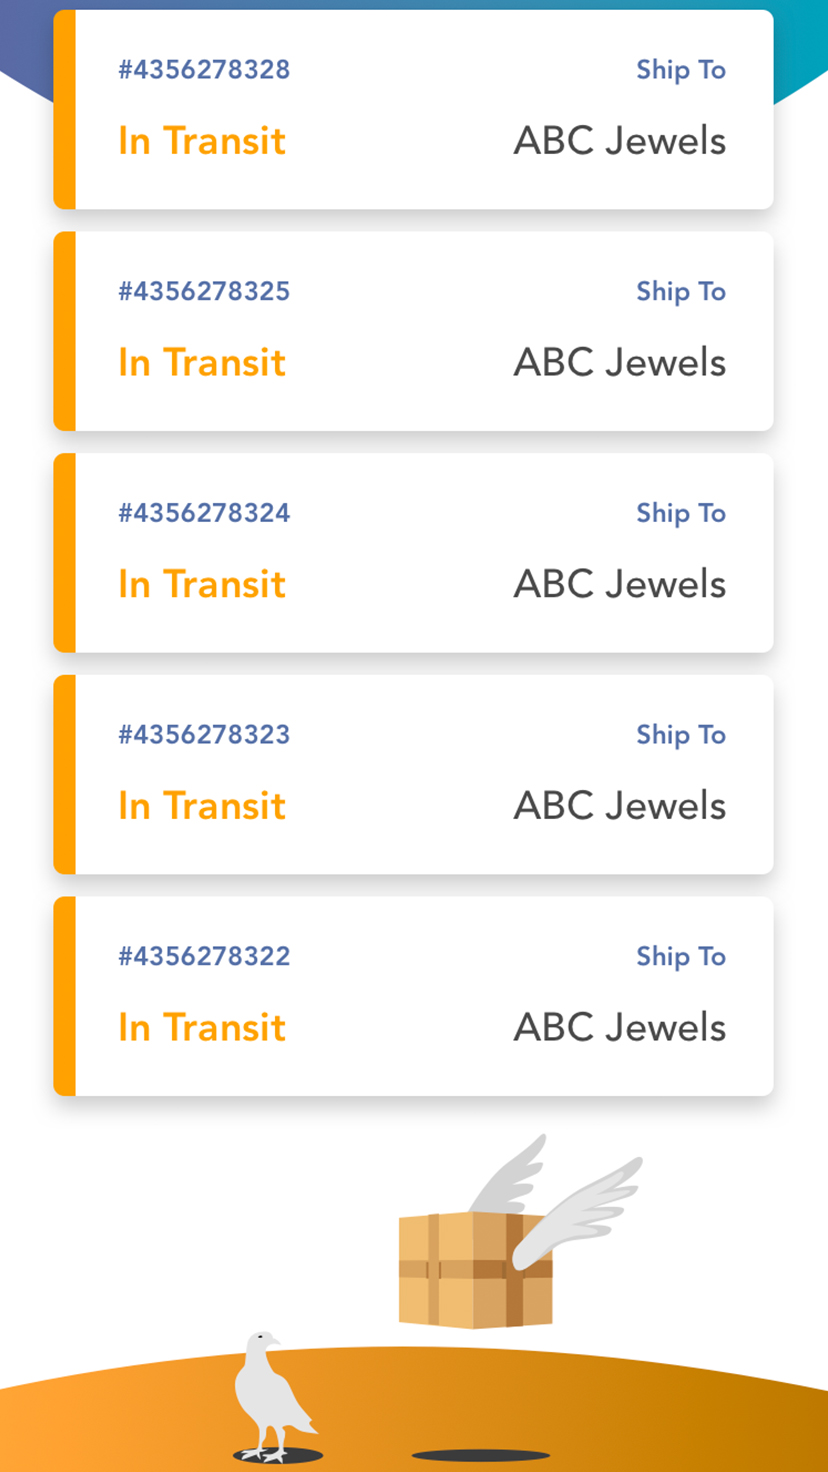 #4356278328 Ship To
In Transit ABC Jewels
#4356278325 Ship To
In Transit ABC Jewels
#4356278324 Ship To
In Transit ABC Jewels
#4356278323 Ship To
In Transit ABC Jewels
#4356278322 Ship To
In Transit ABC Jewels